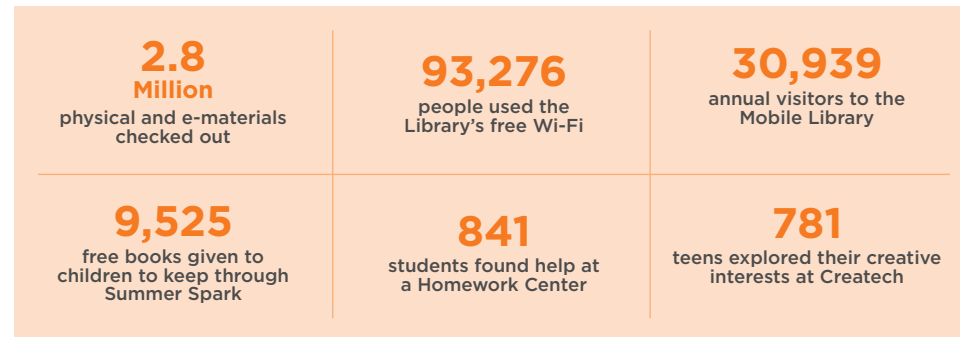 2.8
Million
physical and e-materials
checked out
93,276
people used the
Library's free Wi-Fi
30,939
annual visitors to the
Mobile Library
9,525
free books given to
children to keep through
Summer Spark
841
students found help at
a Homework Center
781
teens explored their creative
interests at Createch